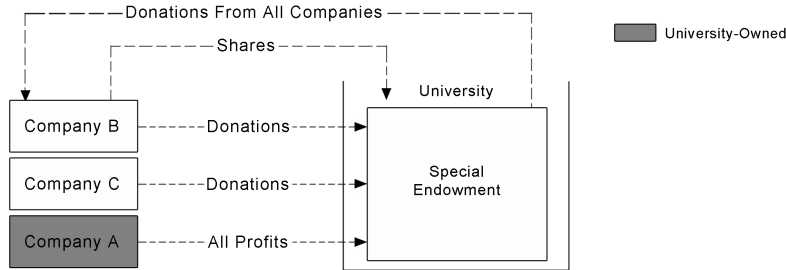 Donations From All Companies
Shares
University-Owned
University
Company B
Donations
Company C
Donations
Special
Endowment
Company A
All Profits